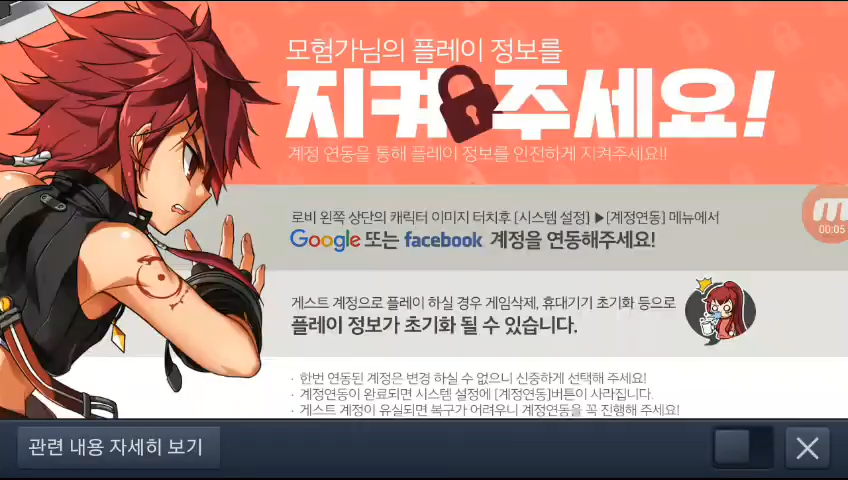 모험가님의 플레이 정보를
지켜주세요!
계정 연동을 통해 플레이 정보를 안전하게 지켜주세요!!
로비 왼쪽 상단의 캐릭터 이미지 터치후 [시스템 설정] ▶[계정연동] 메뉴에서
Google 또는 facebook 계정을 연동해주세요!
00:05
게스트 계정으로 플레이 하실 경우 게임삭제, 휴대기기 초기화 등으로
플레이 정보가 초기화 될 수 있습니다.
· 한번 연동된 계정은 변경 하실 수 없으니 신중하게 선택해 주세요!
· 계정연동이 완료되면 시스템 설정에 [계정연동]버튼이 사라집니다.
· 게스트 계정이 유실되면 복구가 어려우니 계정연동을 꼭 진행해 주세요!
관련 내용 자세히 보기